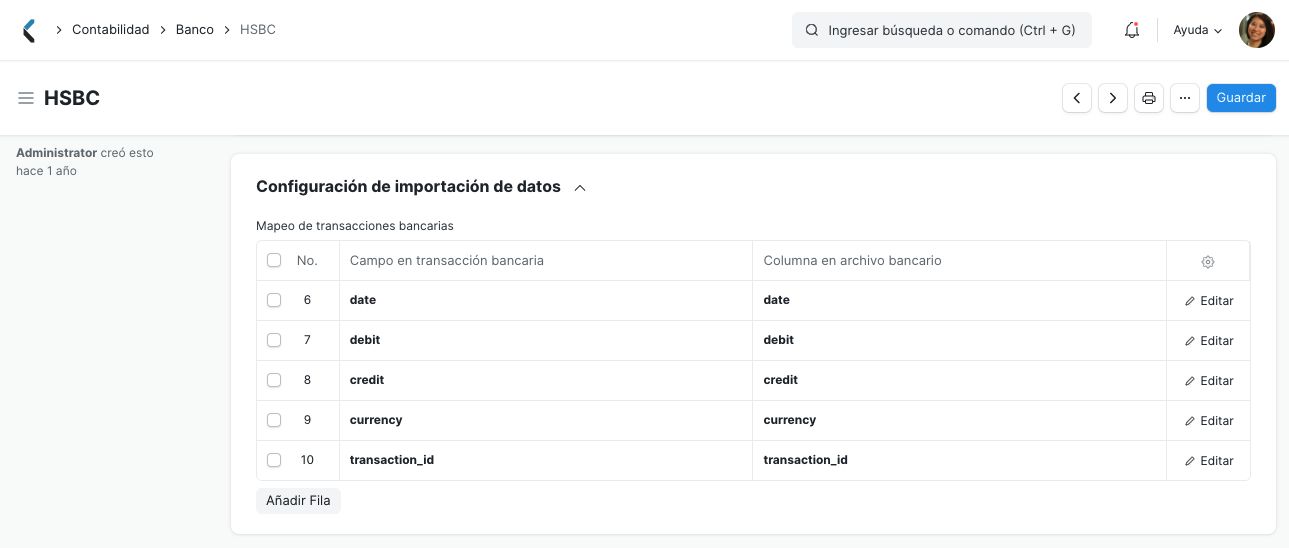 Contabilidad Banco HSBC
Ingresar búsqueda o comando (Ctrl + G)
Ayuda
HSBC
Guardar
Administrator creó esto
hace 1 año
Configuración de importación de datos
Mapeo de transacciones bancarias
No. Campo en transacción bancaria Columna en archivo bancario
6 date date Editar
7 debit debit Editar
8 credit credit Editar
9 currency currency Editar
10 transaction_id transaction_id Editar
Añadir Fila